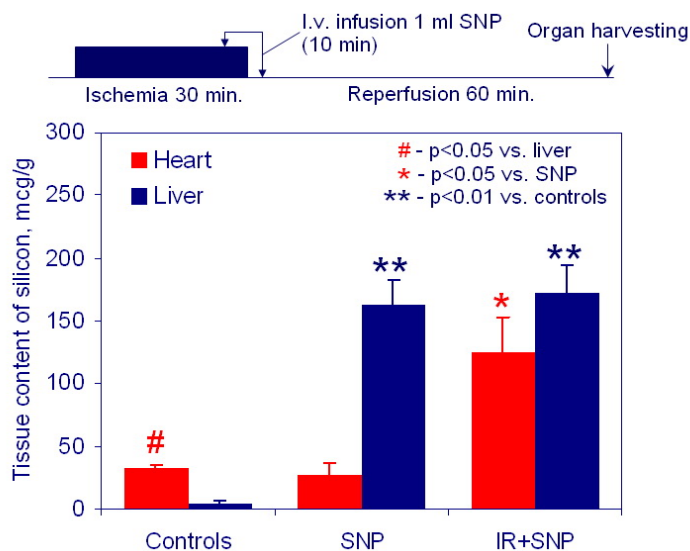 I.v. infusion 1 ml SNP
(10 min)
Organ harvesting
Ischemia 30 min.
Reperfusion 60 min.
Tissue content of silicon, mcg/g
300
250
200
150
100
50
0
Heart
Liver
# - p<0.05 vs. liver
* - p<0.05 vs. SNP
** - p<0.01 vs. controls
#
**
*
**
Controls
SNP
IR+SNP